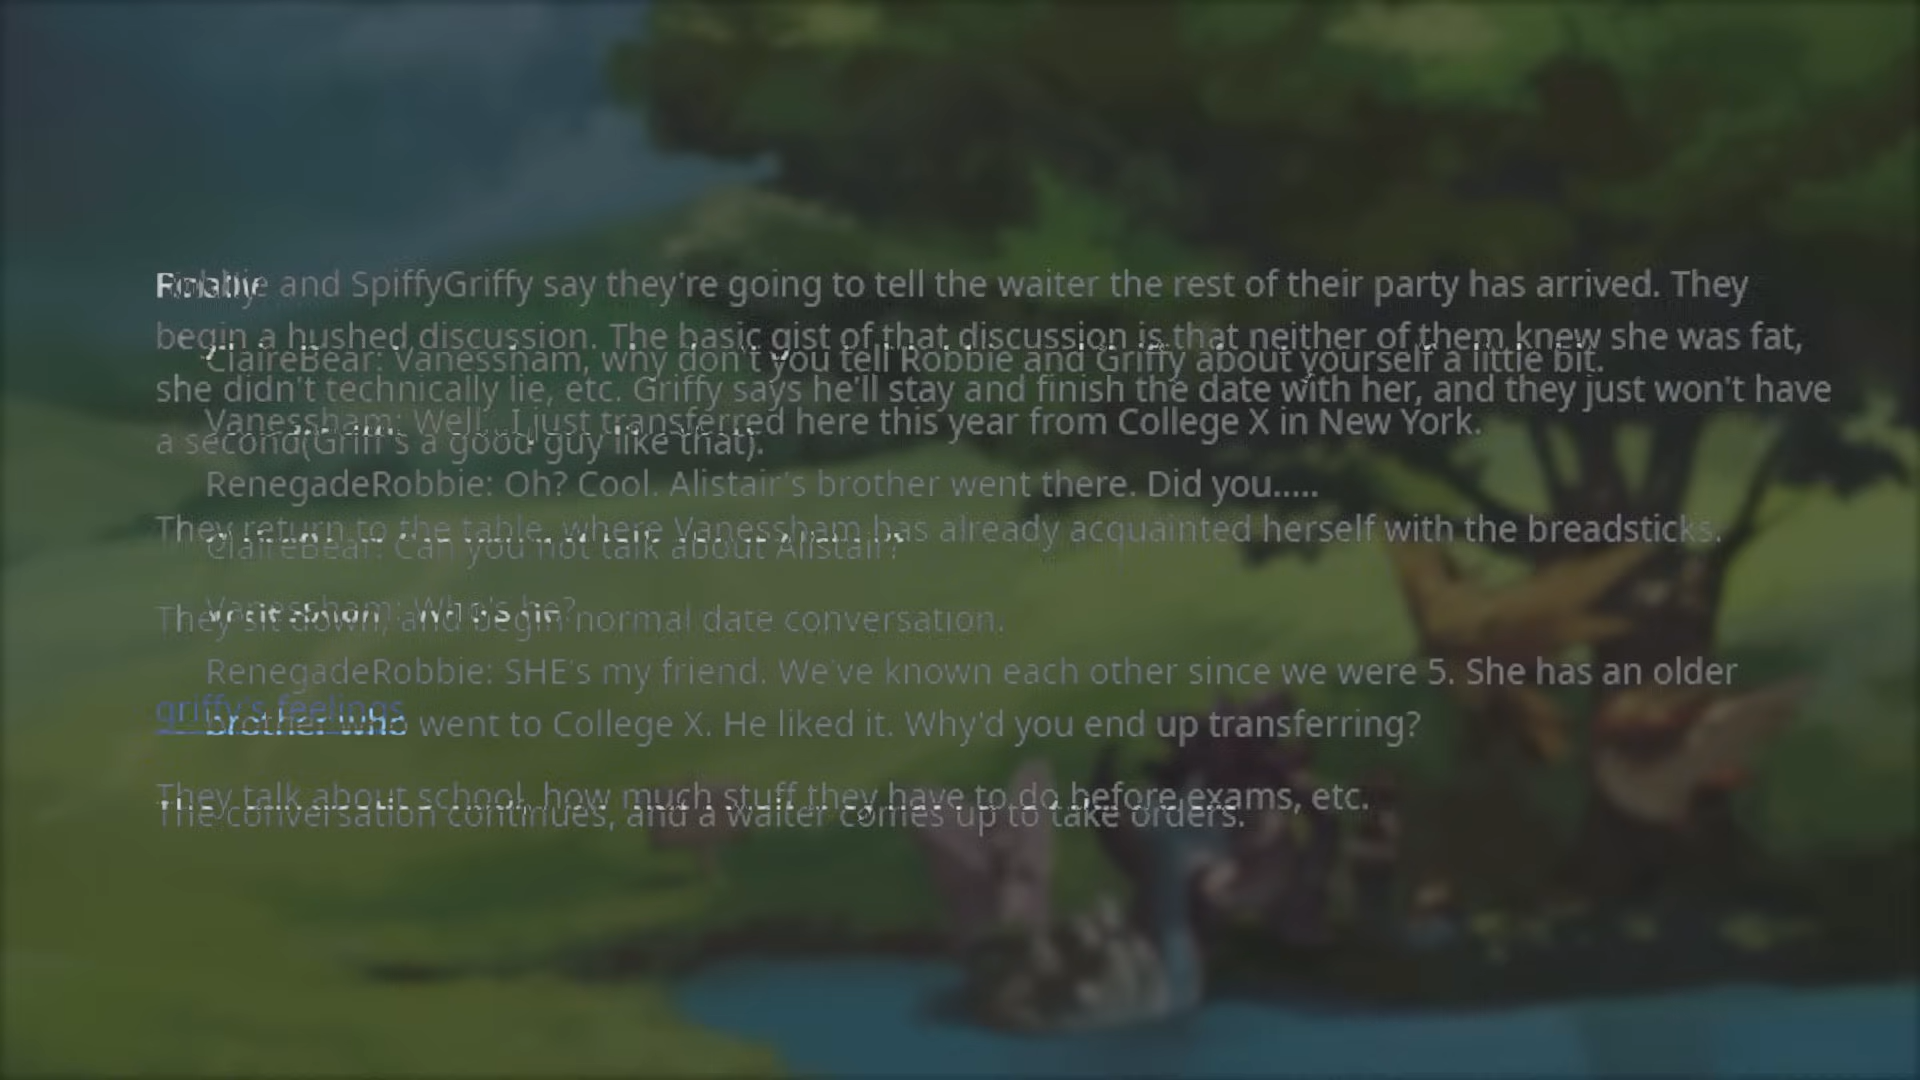 Robbie and SpiffyGriffy say they're going to tell the waiter the rest of their party has arrived. They
begin a hushed discussion. The basic gist of that discussion is that neither of them knew she was fat,
ClaireBear: Vanessham, why don't you tell Robbie and Griffy about yourself a little bit.
she didn't technically lie, etc. Griffy says he'll stay and finish the date with her, and they just won't have
Vanessham: Well...I just transferred here this year from College X in New York.
a second(Griff's a good guy like that).
RenegadeRobbie: Oh? Cool. Alistair's brother went there. Did you.....
They return to the table, where Vanessham has already acquainted herself with the breadsticks.
ClaireBear: Can you not talk about Alistair?
Vanessham: Who's he?
They sit down, and begin normal date conversation.
RenegadeRobbie: SHE's my friend. We've known each other since we were 5. She has an older
griffy's feelings
brother who went to College X. He liked it. Why'd you end up transferring?
They talk about school, how much stuff they have to do before exams, etc.
The conversation continues, and a waiter comes up to take orders.